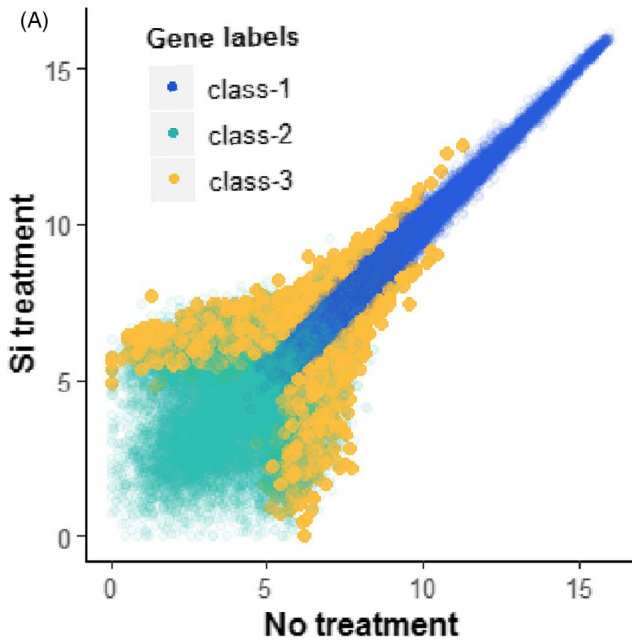 (A)
Gene labels
class-1
class-2
class-3
15
10
5
0
Si treatment
0 5 10 15
No treatment